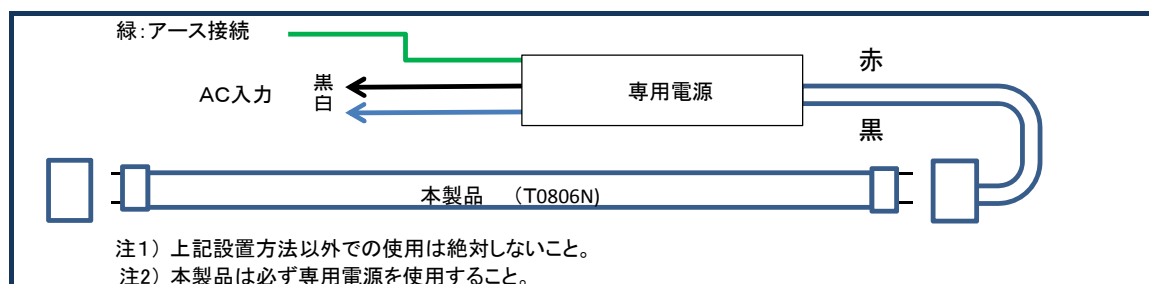 緑:アース接続
赤
黒
専用電源
AC入力
白
黒
本製品 (T0806N)
注1) 上記設置方法以外での使用は絶対しないこと。
注2) 本製品は必ず専用電源を使用すること。